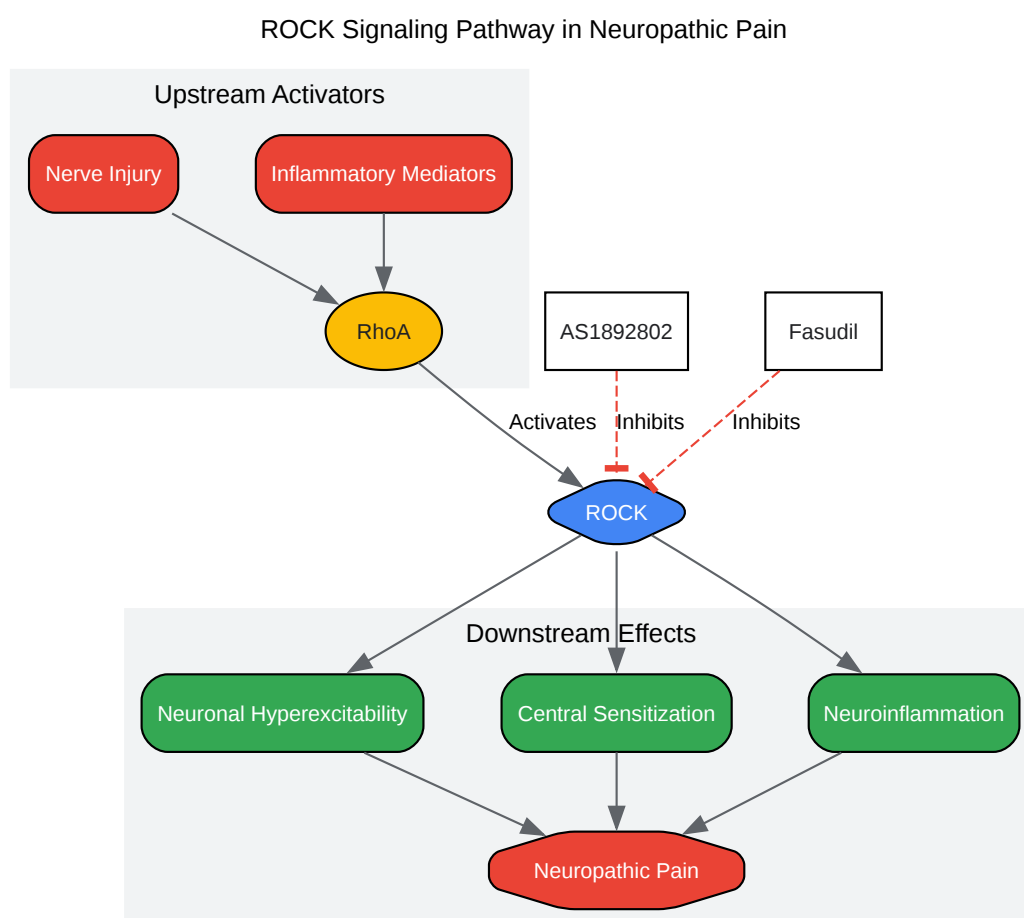 ROCK Signaling Pathway in Neuropathic Pain
Upstream Activators
Nerve Injury
Inflammatory Mediators
RhoA
AS1892802
Fasudil
Activates
Inhibits
Inhibits
ROCK
Downstream Effects
Neuronal Hyperexcitability
Central Sensitization
Neuroinflammation
Neuropathic Pain